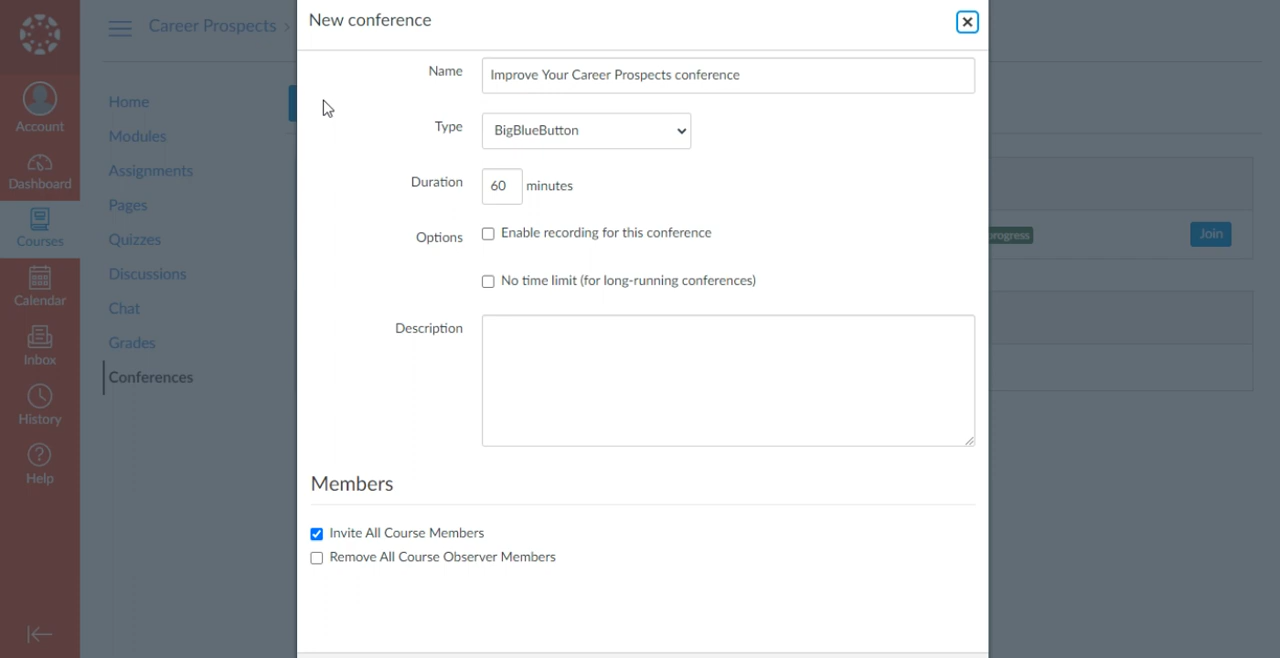 New conference
Career Prospects
Name
Improve Your Career Prospects conference
Type
BigBlueButton
Duration
60
minutes
Options
Enable recording for this conference
No time limit (for long-running conferences)
Description
Members
Invite All Course Members
Remove All Course Observer Members
Account
Dashboard
Courses
Calendar
Inbox
History
Help
Home
Modules
Assignments
Pages
Quizzes
Discussions
Chat
Grades
Conferences
progress
Join